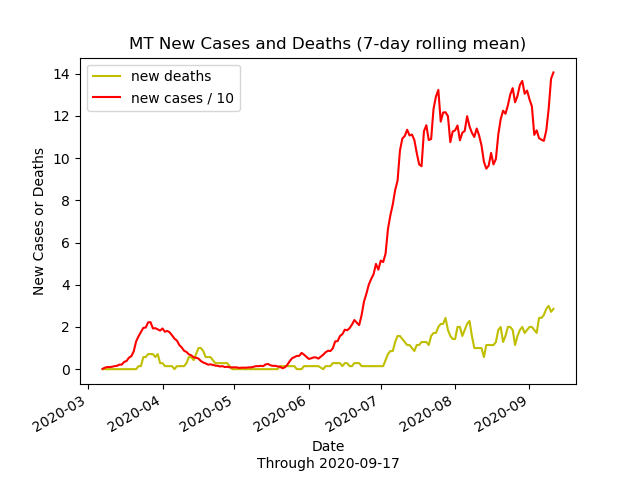 MT New Cases and Deaths (7-day rolling mean)
new deaths
new cases / 10
New Cases or Deaths
14
12
10
8
6
4
2
0
2020-03
2020-04
2020-05
2020-06
2020-07
2020-08
2020-09
Date
Through 2020-09-17